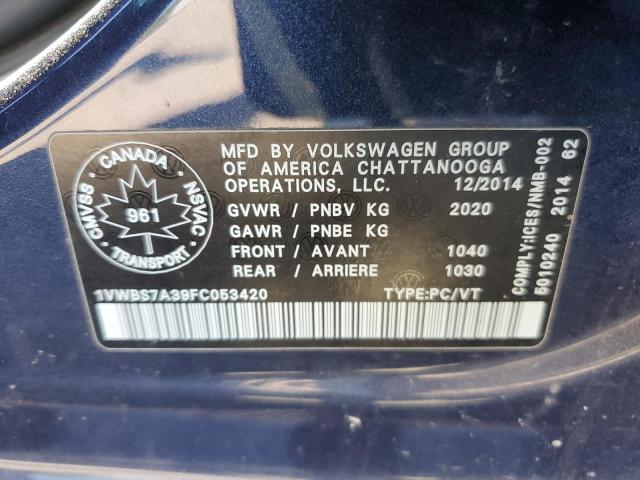 CANADA
CMVSS
NSVAC
961
TRANSPORT
MFD BY VOLKSWAGEN GROUP
OF AMERICA CHATTANOOGA
OPERATIONS, LLC. 12/2014
GVWR / PNBV KG 2020
GAWR / PNBE KG
FRONT / AVANT 1040
REAR / ARRIERE 1030
1VWBS7A39FC053420 TYPE:PC/VT
COMPLY:ICES/NMB-002
5010240 2014 62